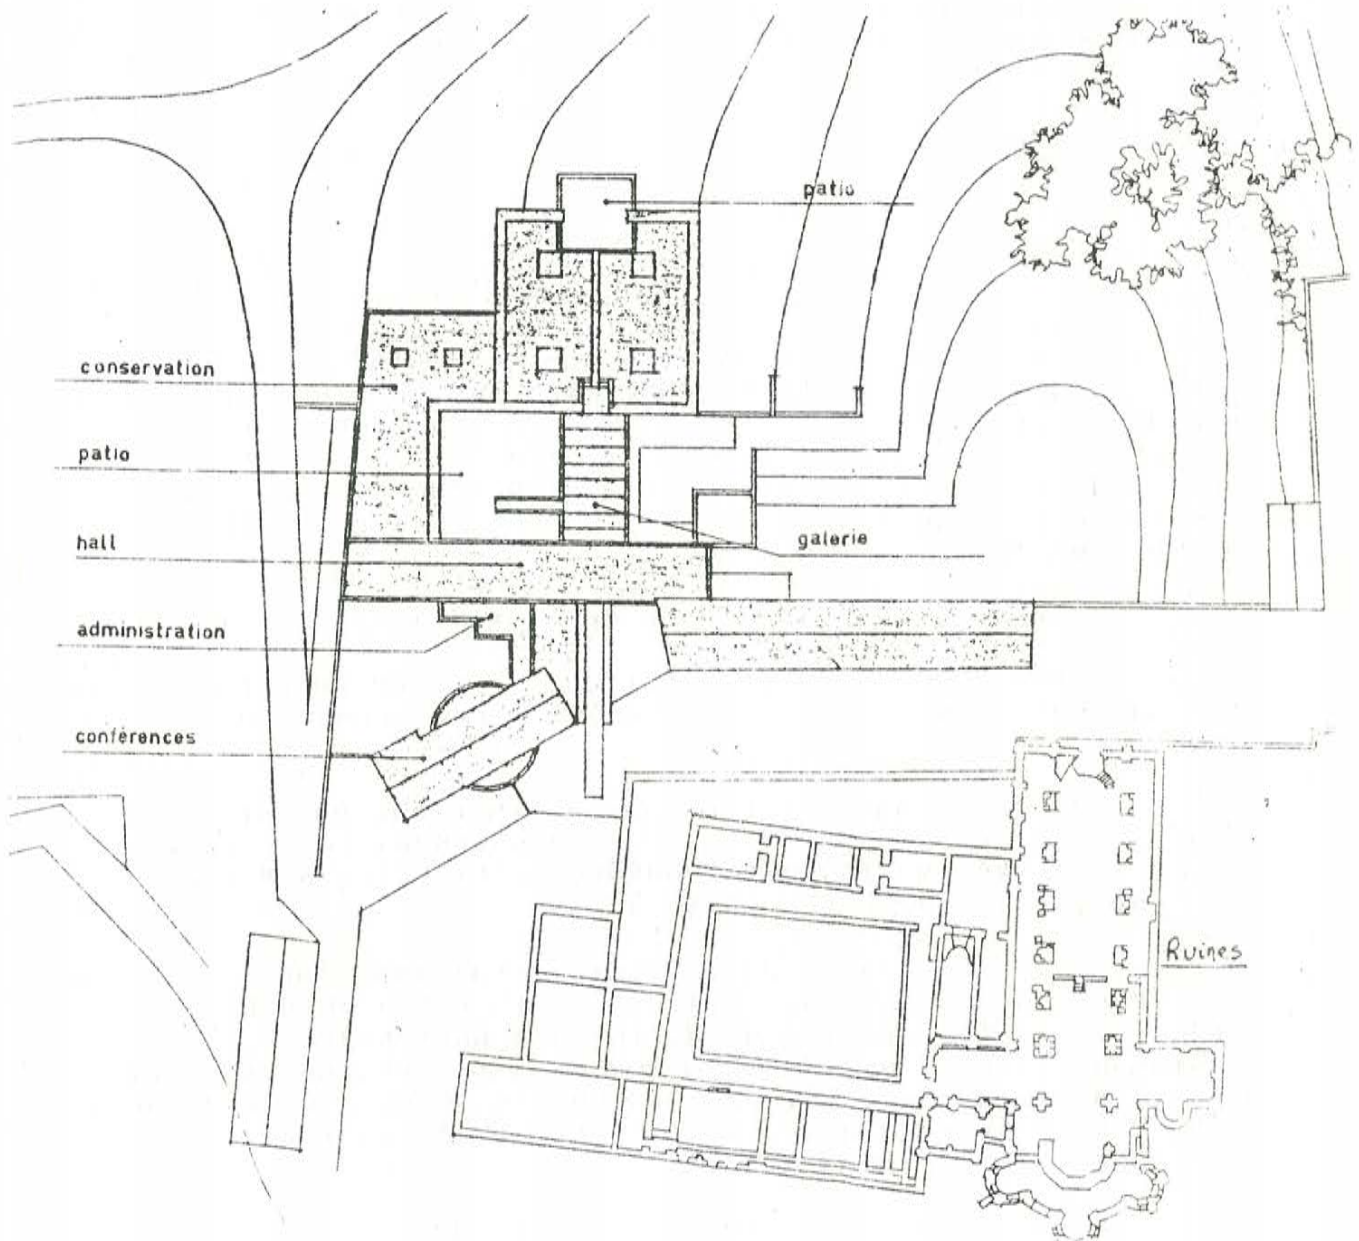 patio
conservation
patio
hall
galerie
administration
conférences
Ruines